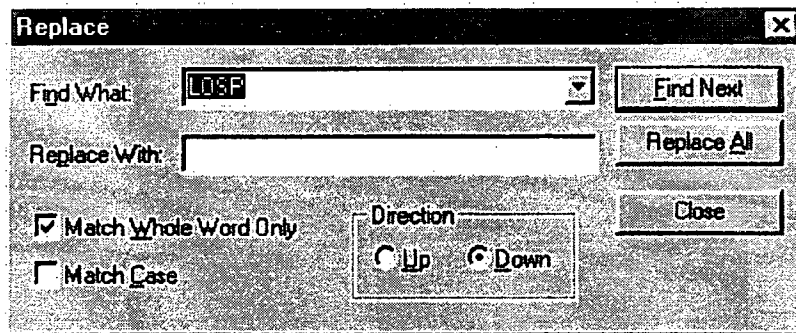 Replace
Find What: LOSP
Find Next
Replace With:
Replace All
Match Whole Word Only
Direction
Close
Match Case
Up Down